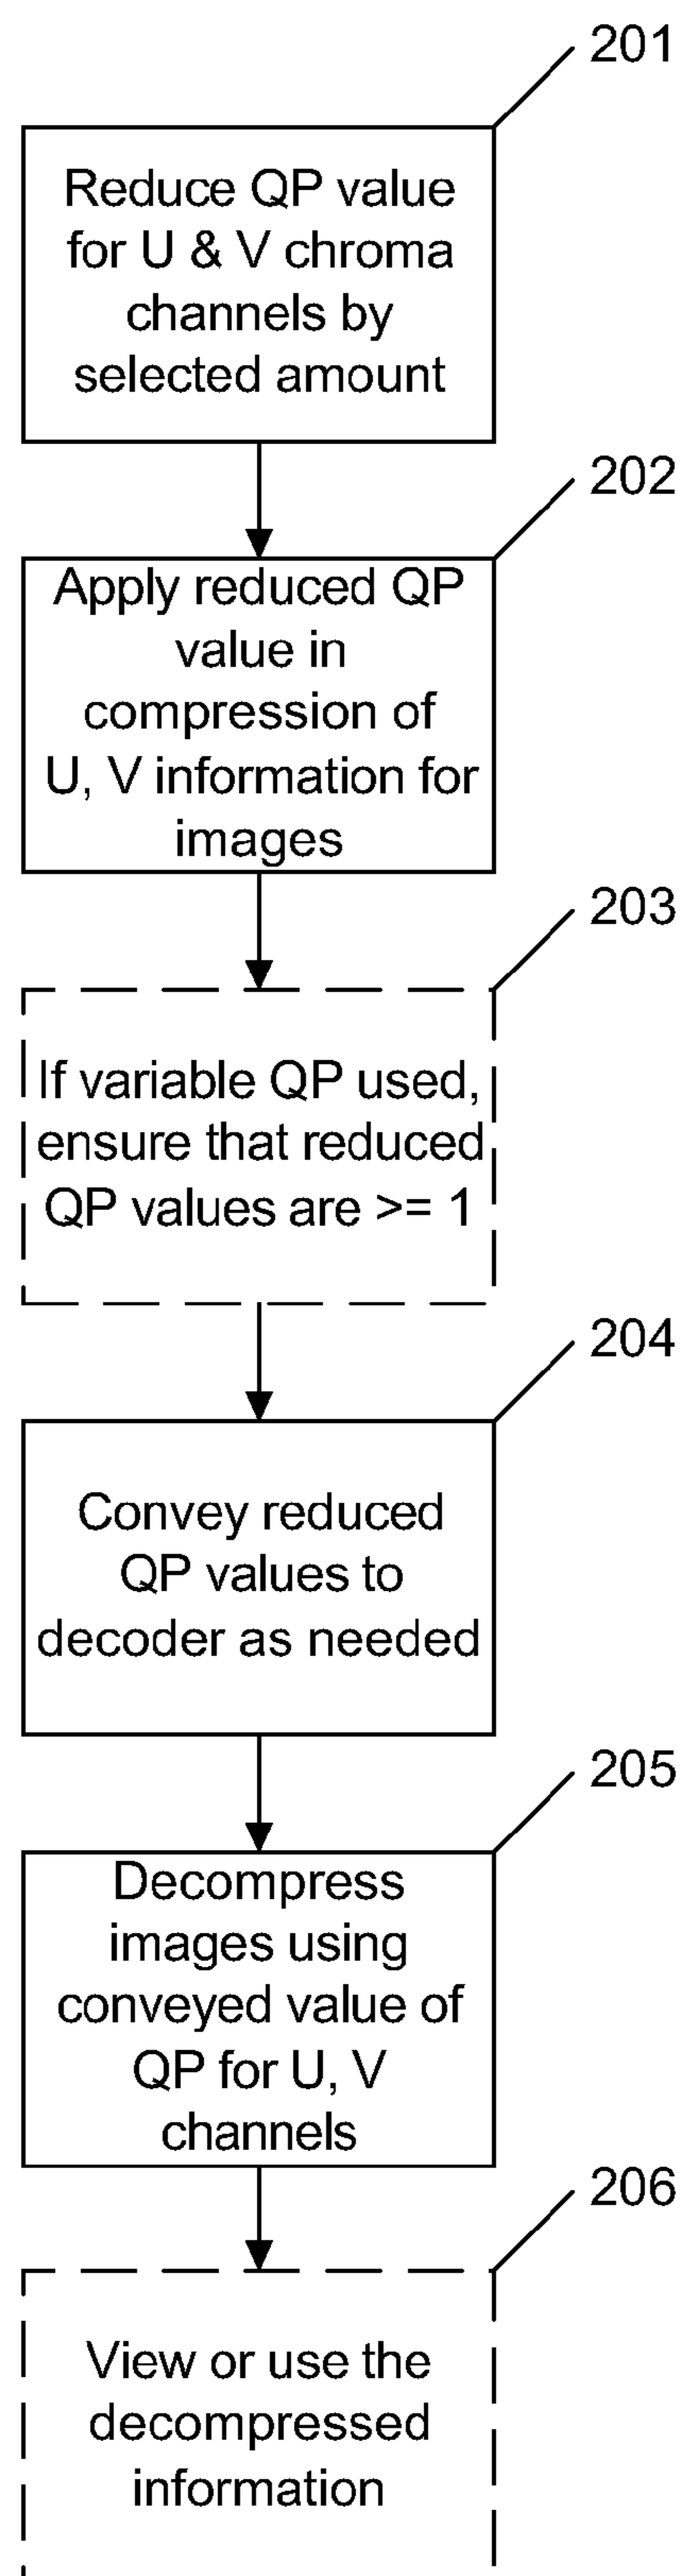 201
Reduce QP value
for U & V chroma
channels by
selected amount
202
Apply reduced QP
value in
compression of
U, V information for
images
203
If variable QP used,
ensure that reduced
QP values are >= 1
204
Convey reduced
QP values to
decoder as needed
205
Decompress
images using
conveyed value of
QP for U, V
channels
206
View or use the
decompressed
information